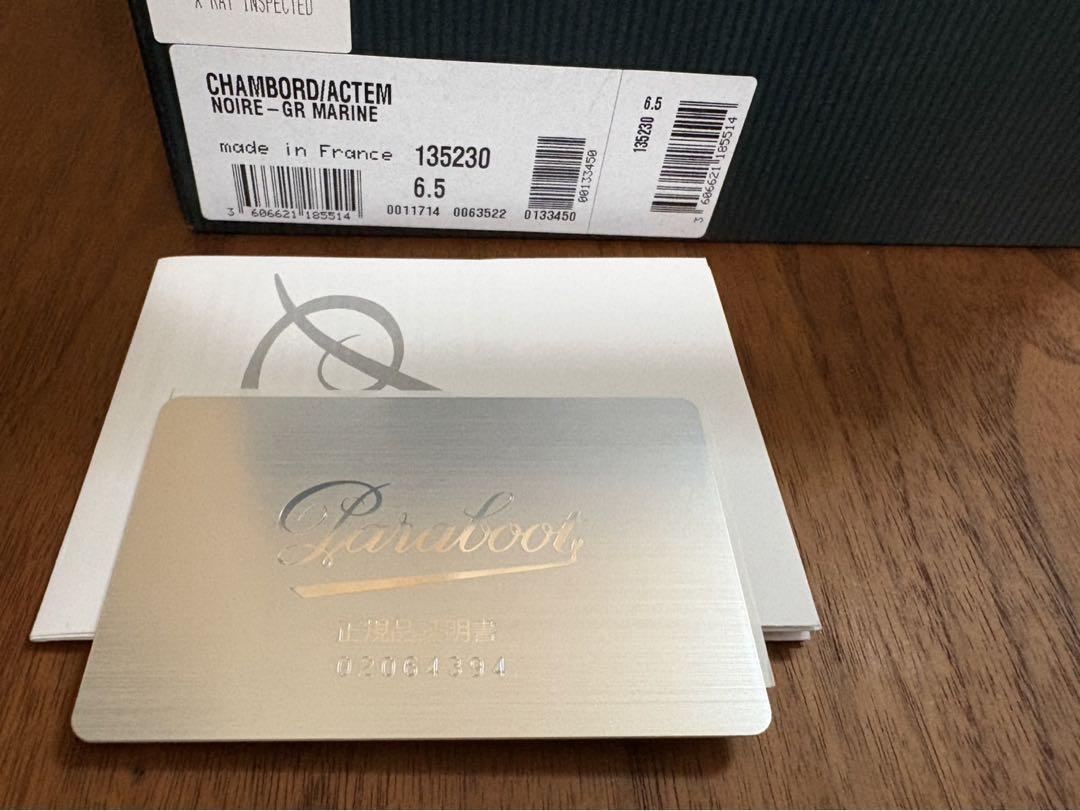 X RAY INSPECTED
CHAMBORD/ACTEM
NOIRE-GR MARINE
made in France 135230
6.5
3 606621 185514
0011714 0063522 0133450
00133450
6.5
135230
3 606621 185514
Paraboot
正規品証明書
02064394